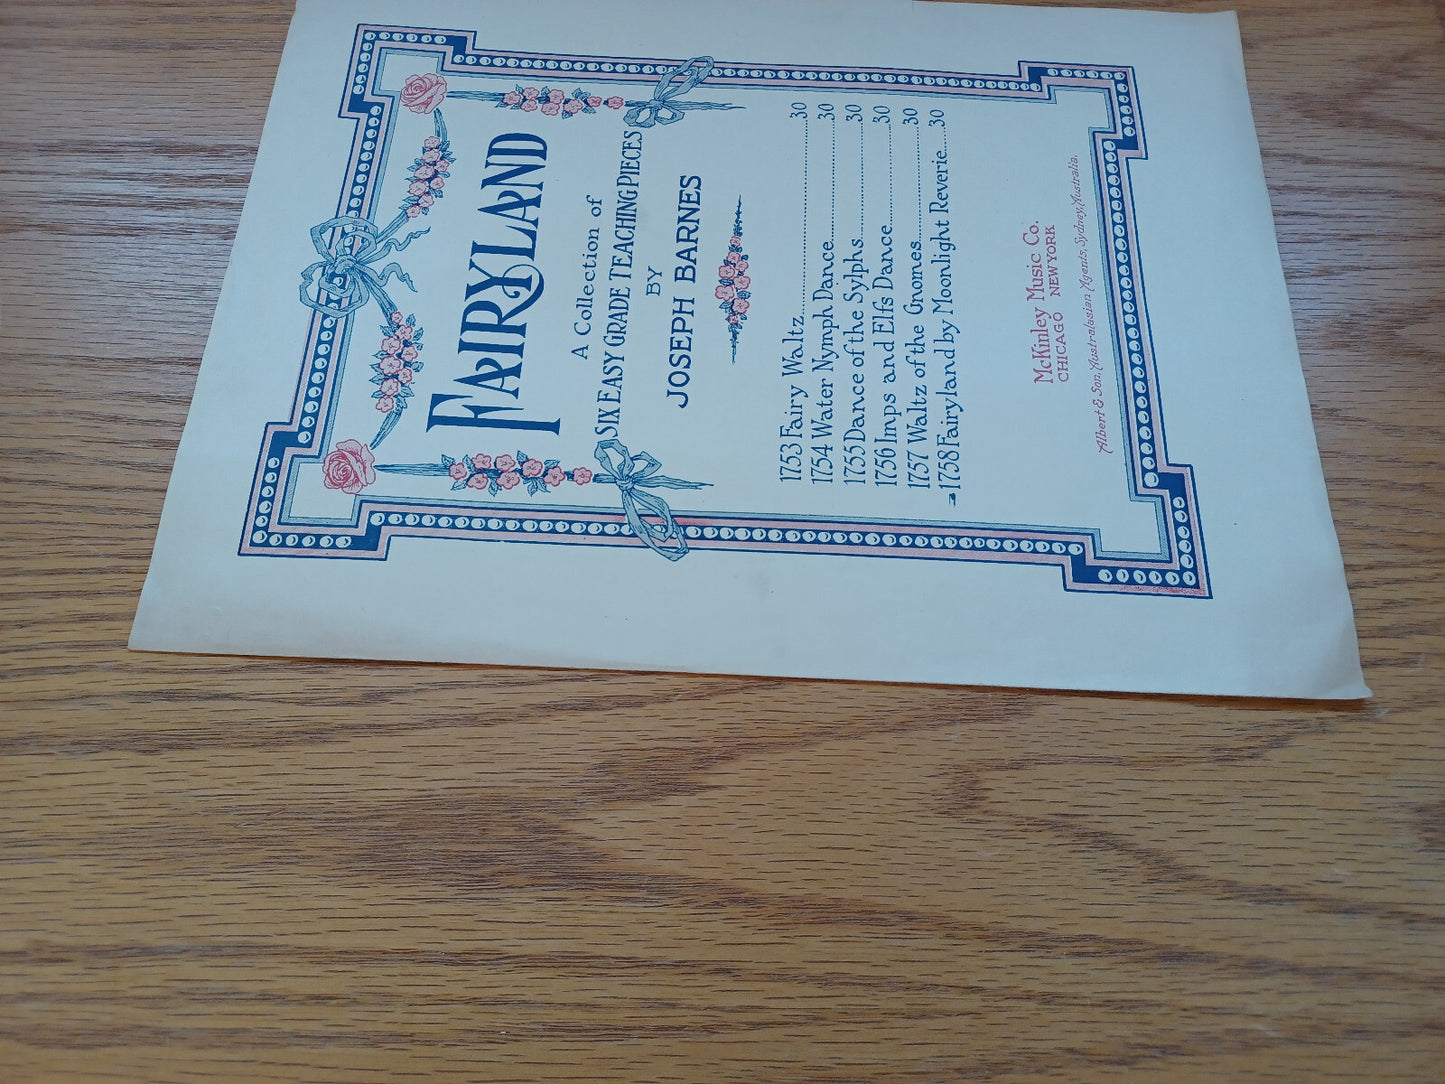 FAIRYLAND
A Collection of
SIX EASY GRADE TEACHING PIECES
BY
JOSEPH BARNES
1753 Fairy Waltz 30
1754 Water Nymph Dance 30
1755 Dance of the Sylphs 30
1756 Imps and Elfs Dance 30
1757 Waltz of the Gnomes 30
1758 Fairyland by Moonlight Reverie 30
McKinley Music Co.
CHICAGO NEW YORK
Albert & Son, Australasian Agents, Sydney, Australia.